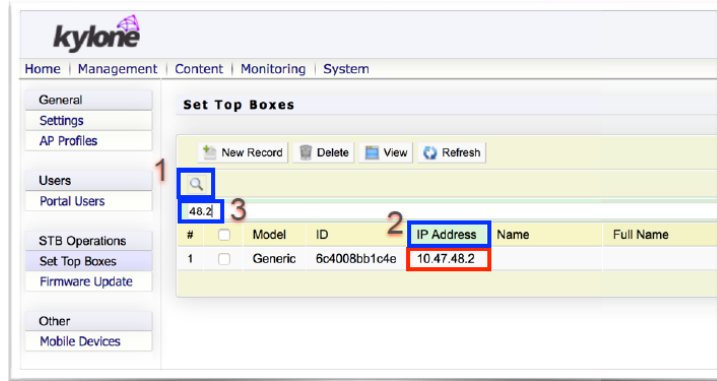 kylone
Home | Management | Content | Monitoring | System
General
Settings
AP Profiles
Users
Portal Users
STB Operations
Set Top Boxes
Firmware Update
Other
Mobile Devices
Set Top Boxes
New Record Delete View Refresh
1
48.2 3
2
# Model ID IP Address Name Full Name
1 Generic 6c4008bb1c4e 10.47.48.2